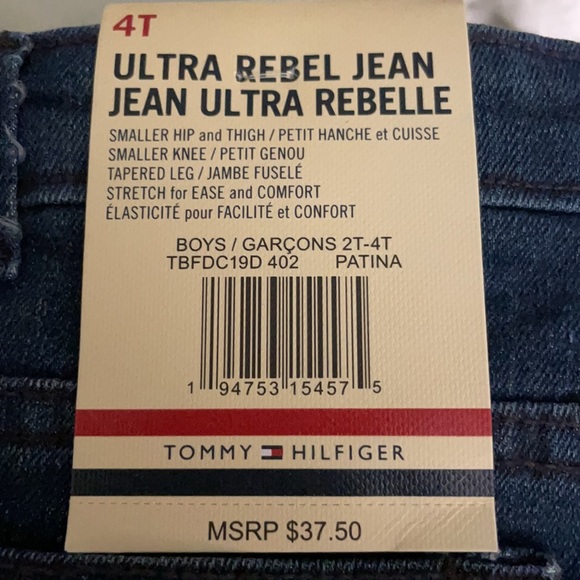 4T
ULTRA REBEL JEAN
JEAN ULTRA REBELLE
SMALLER HIP and THIGH / PETIT HANCHE et CUISSE
SMALLER KNEE / PETIT GENOU
TAPERED LEG / JAMBE FUSELÉ
STRETCH for EASE and COMFORT
ÉLASTICITÉ pour FACILITÉ et CONFORT
BOYS / GARÇONS 2T-4T
TBFDC19D 402 PATINA
1 94753 15457 5
TOMMY HILFIGER
MSRP $37.50